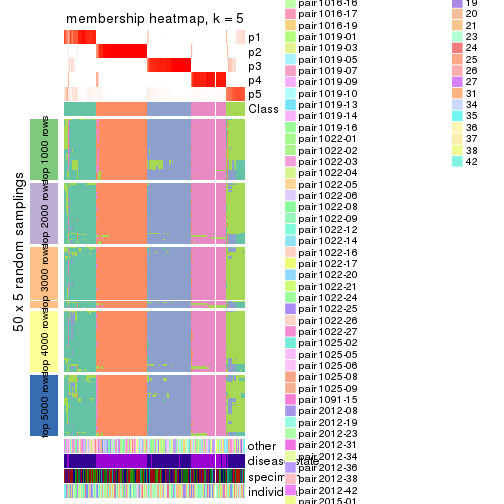 membership heatmap, k = 5
p1
p2
p3
p4
p5
Class
50 x 5 random samplings
top 1000 rows
top 2000 rows
top 3000 rows
top 4000 rows
top 5000 rows
other
disease.state
individ
pair1016-16
pair1016-17
pair1016-19
pair1019-01
pair1019-03
pair1019-05
pair1019-07
pair1019-09
pair1019-10
pair1019-13
pair1019-14
pair1019-16
pair1022-01
pair1022-02
pair1022-03
pair1022-04
pair1022-05
pair1022-06
pair1022-08
pair1022-09
pair1022-12
pair1022-14
pair1022-16
pair1022-17
pair1022-20
pair1022-21
pair1022-24
pair1022-25
pair1022-26
pair1022-27
pair1025-02
pair1025-05
pair1025-06
pair1025-08
pair1025-09
pair1091-15
pair2012-08
pair2012-19
pair2012-23
pair2012-31
pair2012-34
pair2012-36
pair2012-38
pair2012-42
pair2015-01
19
20
21
23
24
25
26
27
31
34
35
36
37
38
42